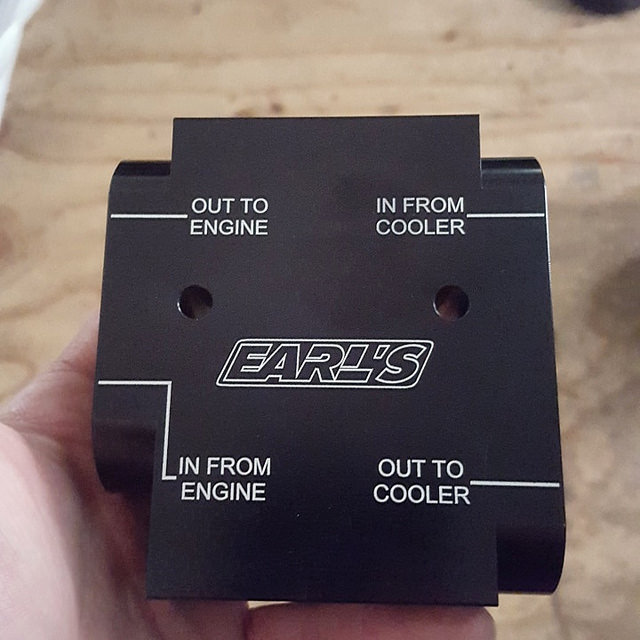 OUT TO
ENGINE
IN FROM
COOLER
EARL'S
IN FROM
ENGINE
OUT TO
COOLER